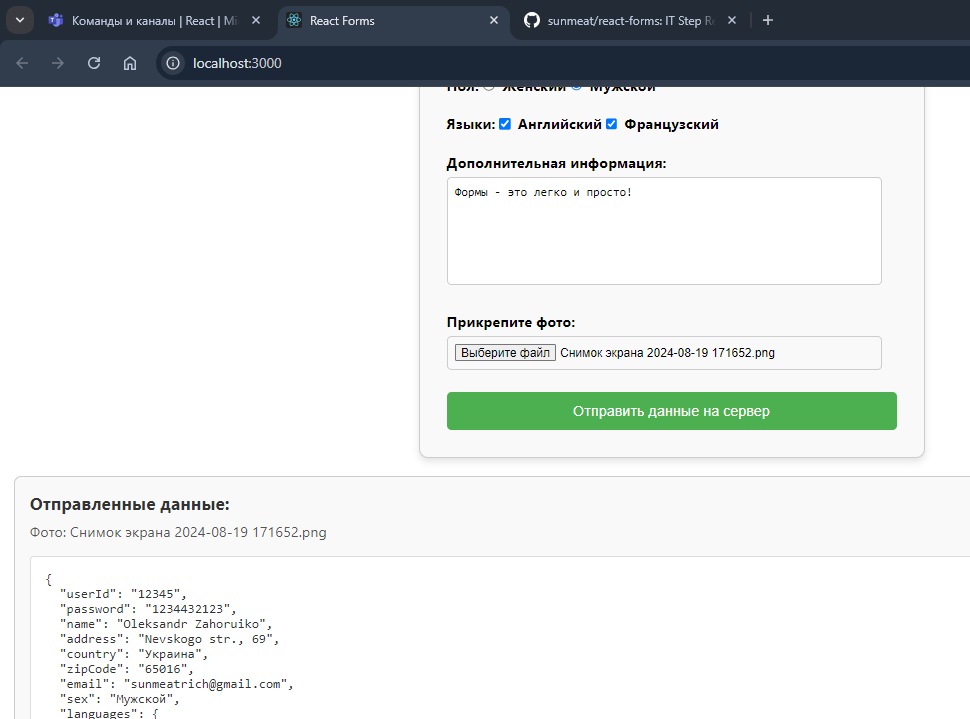 Команды и каналы | React | Mi
React Forms
sunmeat/react-forms: IT Step Re
localhost:3000
Пол: Женский Мужской
Языки: Английский Французский
Дополнительная информация:
Формы - это легко и просто!
Прикрепите фото:
Выберите файл Снимок экрана 2024-08-19 171652.png
Отправить данные на сервер
Отправленные данные:
Фото: Снимок экрана 2024-08-19 171652.png
{
"userId": "12345",
"password": "1234432123",
"name": "Oleksandr Zahoruiko",
"address": "Nevskogo str., 69",
"country": "Украина",
"zipCode": "65016",
"email": "sunmeatrich@gmail.com",
"sex": "Мужской",
"languages": {